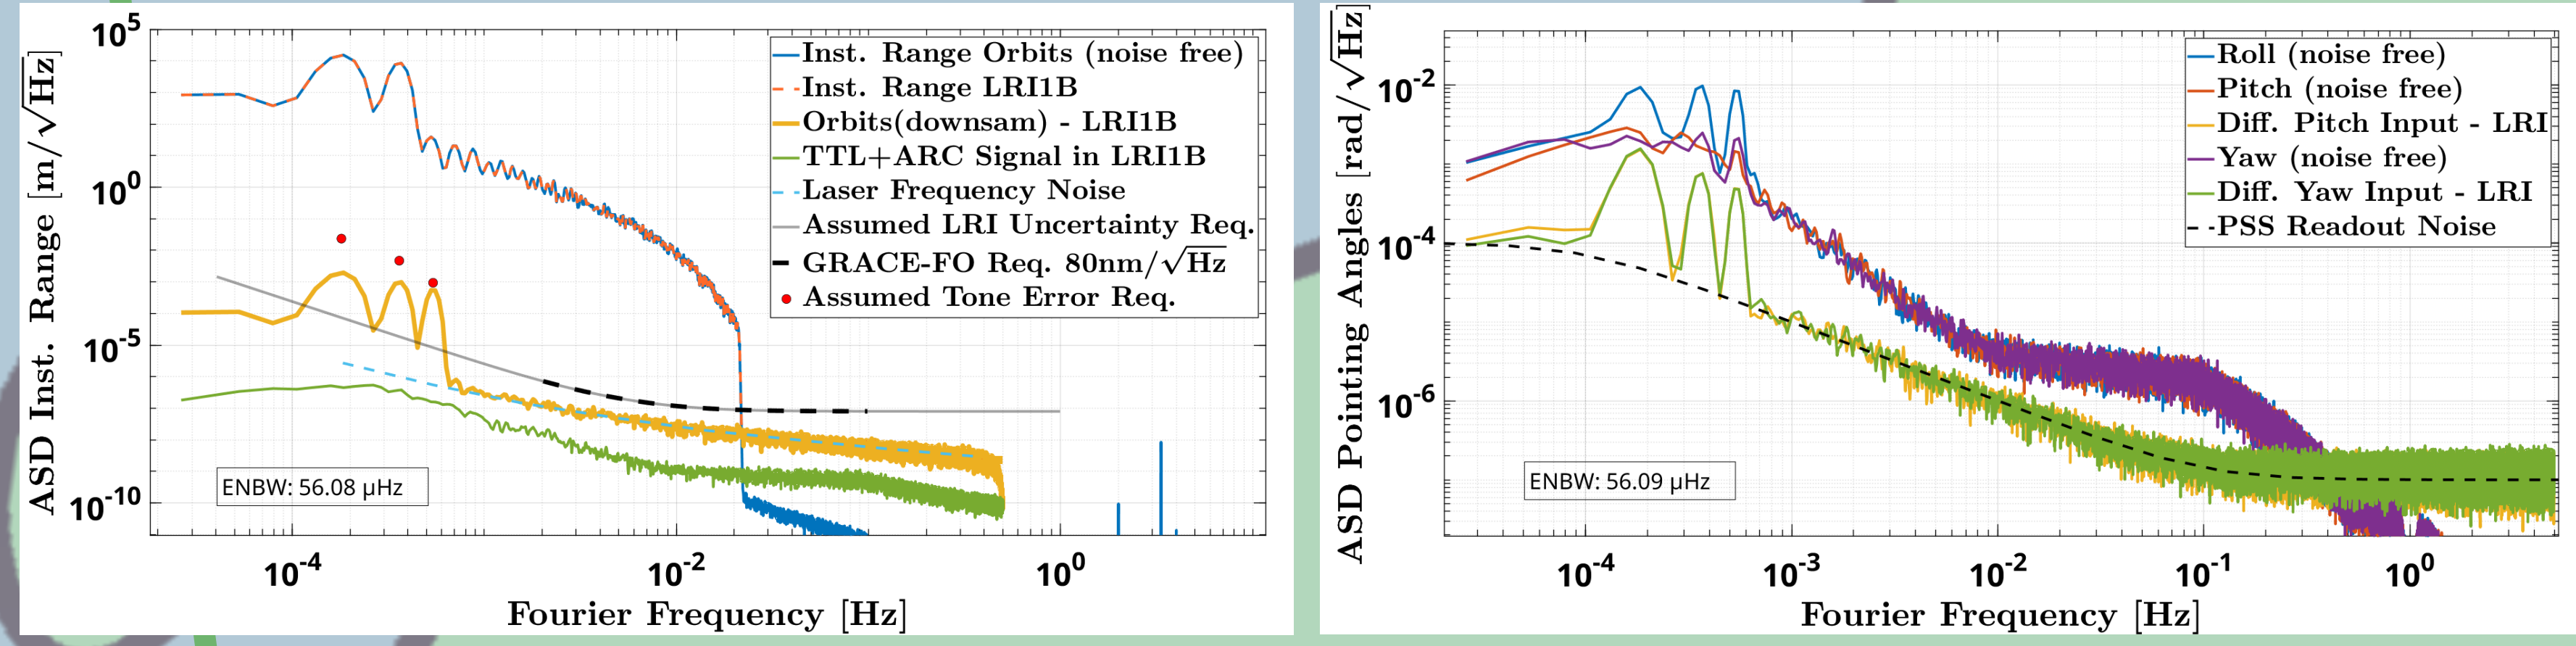 ASD Inst. Range [m/√Hz]
10^5
10^0
10^-5
10^-10
Inst. Range Orbits (noise free)
Inst. Range LRI1B
Orbits(downsam) - LRI1B
TTL+ARC Signal in LRI1B
Laser Frequency Noise
Assumed LRI Uncertainty Req.
GRACE-FO Req. 80nm/√Hz
Assumed Tone Error Req.
ENBW: 56.08 µHz
10^-4
10^-2
10^0
Fourier Frequency [Hz]
ASD Pointing Angles [rad/√Hz]
10^-2
10^-4
10^-6
Roll (noise free)
Pitch (noise free)
Diff. Pitch Input - LRI
Yaw (noise free)
Diff. Yaw Input - LRI
PSS Readout Noise
ENBW: 56.09 µHz
10^-4
10^-3
10^-2
10^-1
10^0
Fourier Frequency [Hz]